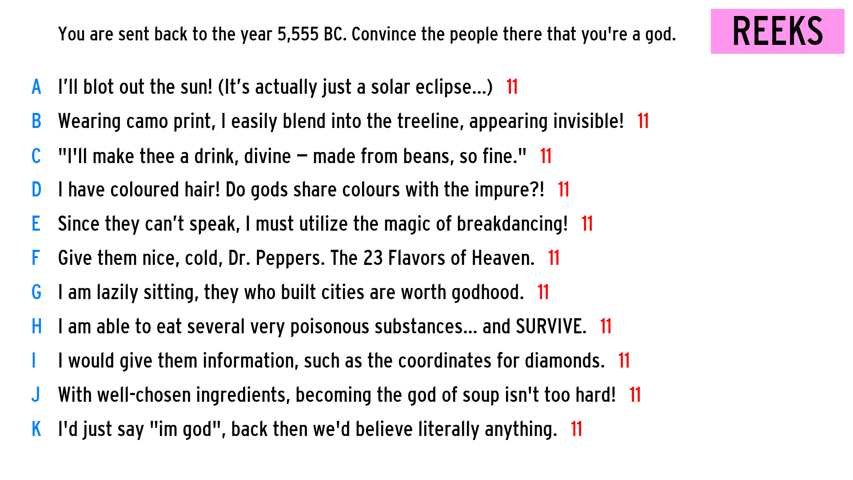 You are sent back to the year 5,555 BC. Convince the people there that you're a god.
REEKS
A I’ll blot out the sun! (It’s actually just a solar eclipse...) 11
B Wearing camo print, I easily blend into the treeline, appearing invisible! 11
C "I'll make thee a drink, divine – made from beans, so fine." 11
D I have coloured hair! Do gods share colours with the impure?! 11
E Since they can’t speak, I must utilize the magic of breakdancing! 11
F Give them nice, cold, Dr. Peppers. The 23 Flavors of Heaven. 11
G I am lazily sitting, they who built cities are worth godhood. 11
H I am able to eat several very poisonous substances... and SURVIVE. 11
I I would give them information, such as the coordinates for diamonds. 11
J With well-chosen ingredients, becoming the god of soup isn't too hard! 11
K I'd just say "im god", back then we'd believe literally anything. 11